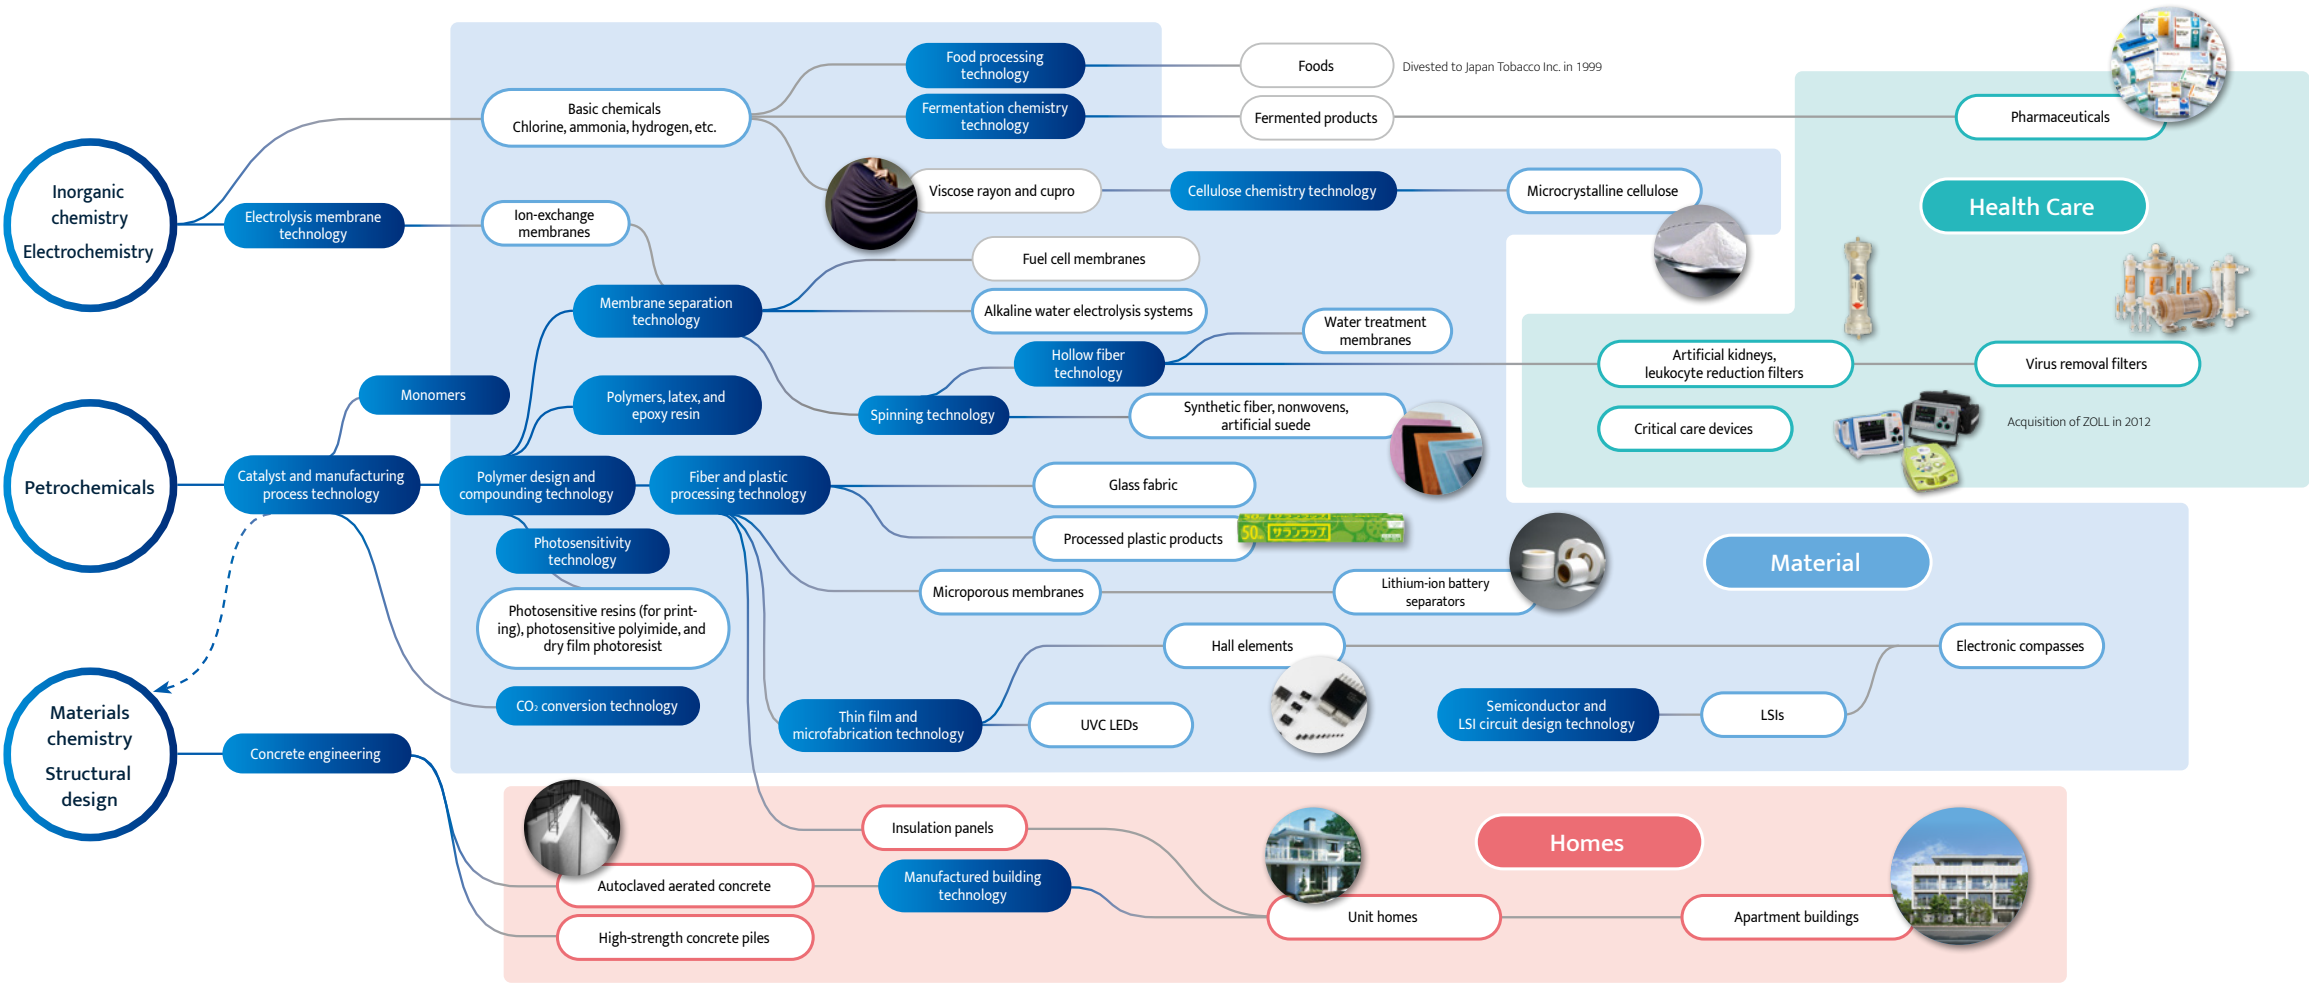 Inorganic
chemistry
Electrochemistry
Petrochemicals
Materials
chemistry
Structural
design
Electrolysis membrane
technology
Monomers
Catalyst and manufacturing
process technology
Concrete engineering
Basic chemicals
Chlorine, ammonia, hydrogen, etc.
Ion-exchange
membranes
Food processing
technology
Fermentation chemistry
technology
Foods
Divested to Japan Tobacco Inc. in 1999
Fermented products
Pharmaceuticals
Viscose rayon and cupro
Cellulose chemistry technology
Microcrystalline cellulose
Health Care
Membrane separation
technology
Fuel cell membranes
Alkaline water electrolysis systems
Water treatment
membranes
Hollow fiber
technology
Artificial kidneys,
leukocyte reduction filters
Virus removal filters
Polymers, latex, and
epoxy resin
Spinning technology
Synthetic fiber, nonwovens,
artificial suede
Critical care devices
Acquisition of ZOLL in 2012
Polymer design and
compounding technology
Fiber and plastic
processing technology
Glass fabric
Processed plastic products
50m サランラップ
Photosensitivity
technology
Photosensitive resins (for print-
ing), photosensitive polyimide, and
dry film photoresist
Microporous membranes
Lithium-ion battery
separators
Material
CO₂ conversion technology
Hall elements
Electronic compasses
Thin film and
microfabrication technology
UVC LEDs
Semiconductor and
LSI circuit design technology
LSIs
Insulation panels
Homes
Autoclaved aerated concrete
Manufactured building
technology
High-strength concrete piles
Unit homes
Apartment buildings